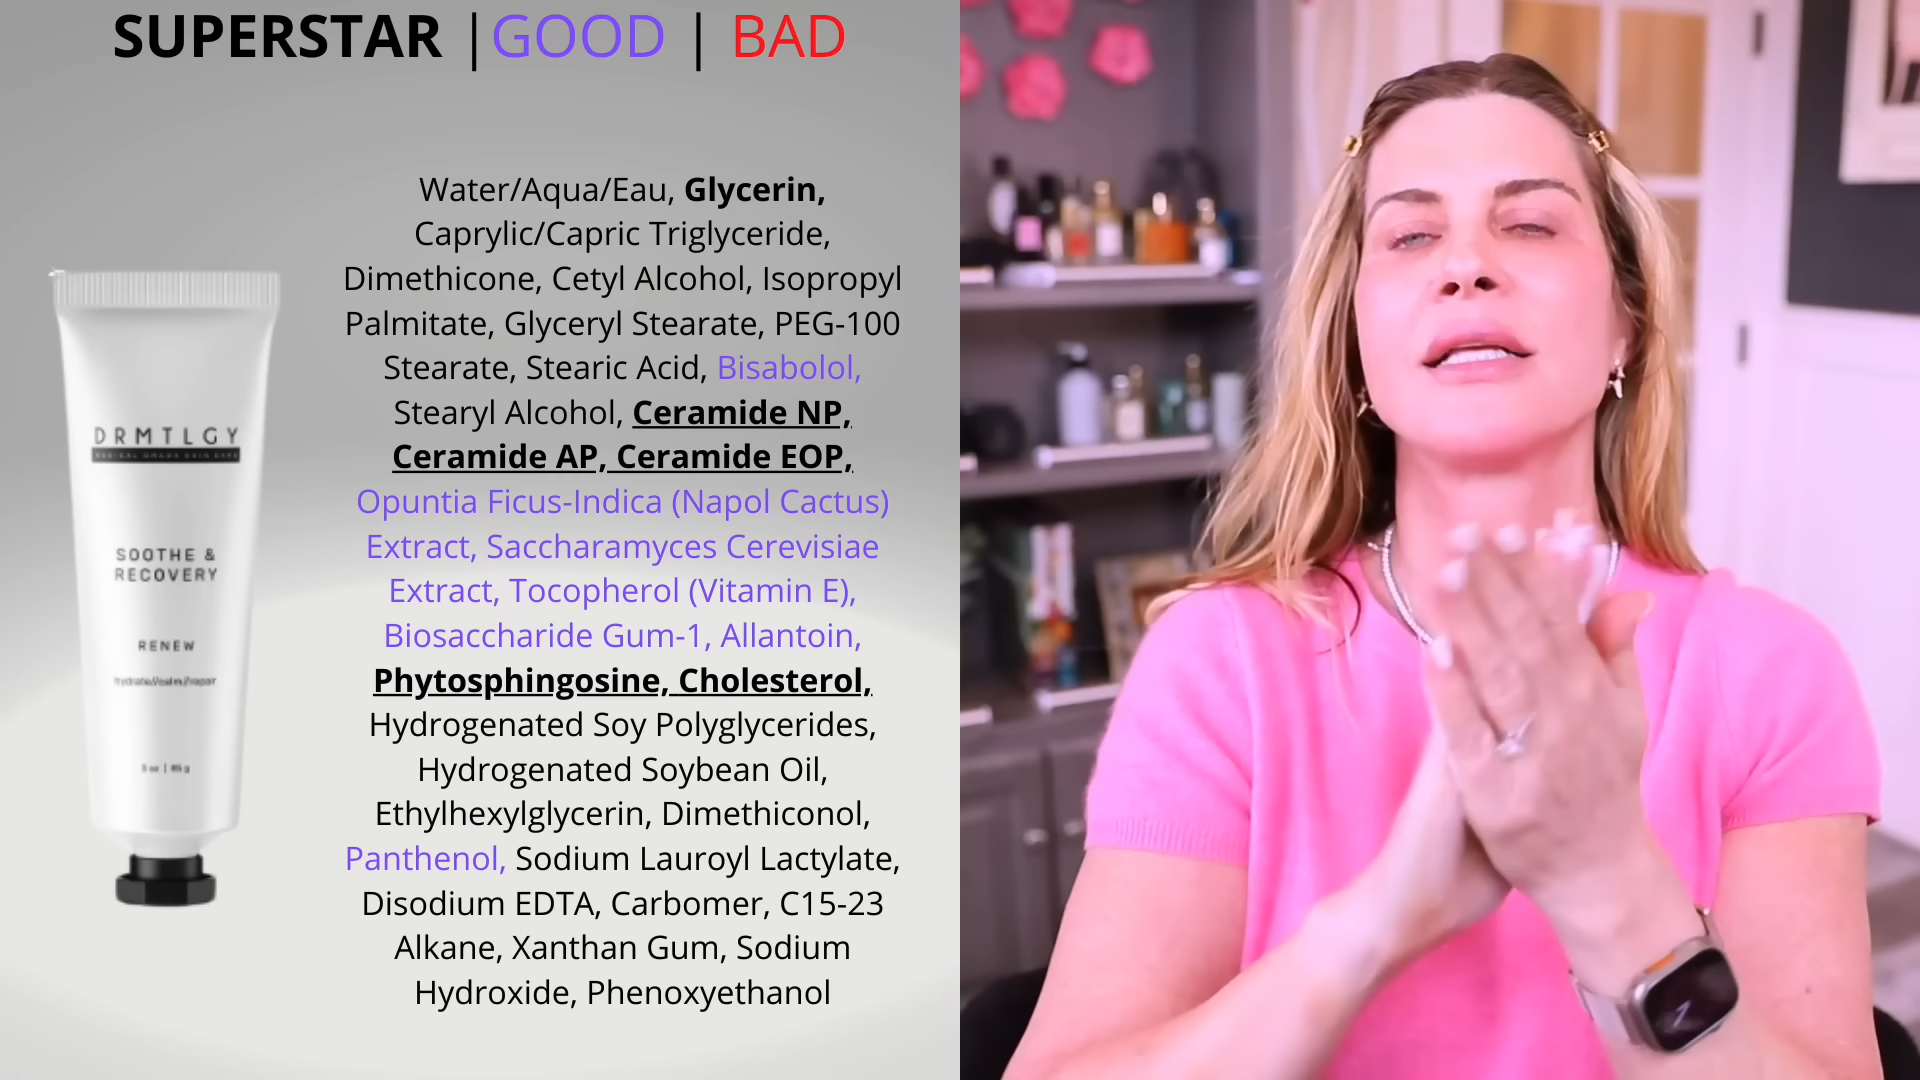 SUPERSTAR | GOOD | BAD
Water/Aqua/Eau, Glycerin,
Caprylic/Capric Triglyceride,
Dimethicone, Cetyl Alcohol, Isopropyl
Palmitate, Glyceryl Stearate, PEG-100
Stearate, Stearic Acid, Bisabolol,
Stearyl Alcohol, Ceramide NP,
Ceramide AP, Ceramide EOP,
Opuntia Ficus-Indica (Napol Cactus)
Extract, Saccharamyces Cerevisiae
Extract, Tocopherol (Vitamin E),
Biosaccharide Gum-1, Allantoin,
Phytosphingosine, Cholesterol,
Hydrogenated Soy Polyglycerides,
Hydrogenated Soybean Oil,
Ethylhexylglycerin, Dimethiconol,
Panthenol, Sodium Lauroyl Lactylate,
Disodium EDTA, Carbomer, C15-23
Alkane, Xanthan Gum, Sodium
Hydroxide, Phenoxyethanol
DRMTLGY
SOOTHE &
RECOVERY
RENEW
hydrate//calm//repair